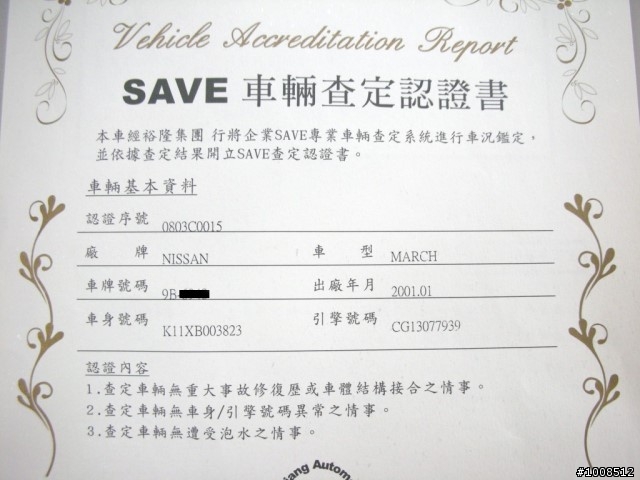 Vehicle Accreditation Report
SAVE 車輛查定認證書
本車經裕隆集團 行將企業SAVE專業車輛查定系統進行車況鑑定，
並依據查定結果開立SAVE查定認證書。
車輛基本資料
認證序號 0803C0015
廠牌 NISSAN 車型 MARCH
車牌號碼 9B- 出廠年月 2001.01
車身號碼 K11XB003823 引擎號碼 CG13077939
認證內容
1.查定車輛無重大事故修復歷或車體結構接合之情事。
2.查定車輛無車身/引擎號碼異常之情事。
3.查定車輛無遭受泡水之情事。
ang Autom
#1008512